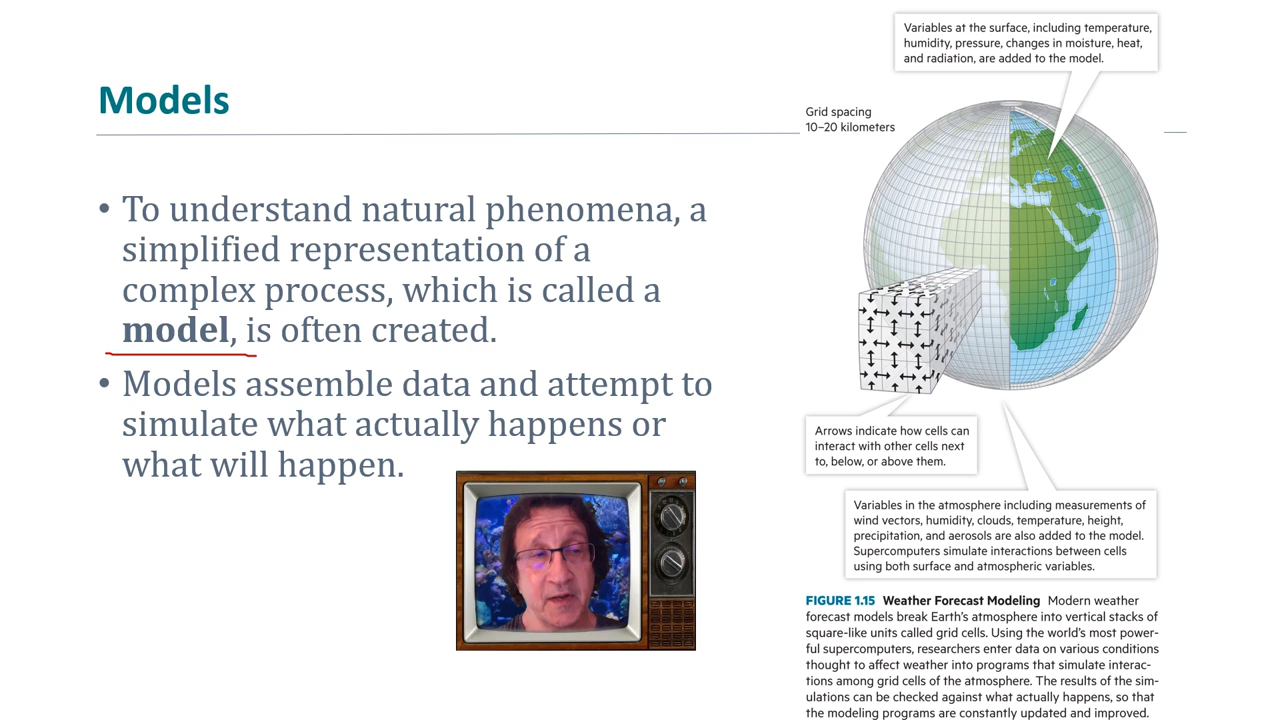 Models
• To understand natural phenomena, a
simplified representation of a
complex process, which is called a
model, is often created.
• Models assemble data and attempt to
simulate what actually happens or
what will happen.
Variables at the surface, including temperature,
humidity, pressure, changes in moisture, heat,
and radiation, are added to the model.
Grid spacing
10–20 kilometers
Arrows indicate how cells can
interact with other cells next
to, below, or above them.
Variables in the atmosphere including measurements of
wind vectors, humidity, clouds, temperature, height,
precipitation, and aerosols are also added to the model.
Supercomputers simulate interactions between cells
using both surface and atmospheric variables.
FIGURE 1.15 Weather Forecast Modeling Modern weather
forecast models break Earth's atmosphere into vertical stacks of
square-like units called grid cells. Using the world's most power-
ful supercomputers, researchers enter data on various conditions
thought to affect weather into programs that simulate interac-
tions among grid cells of the atmosphere. The results of the sim-
ulations can be checked against what actually happens, so that
the modeling programs are constantly updated and improved.